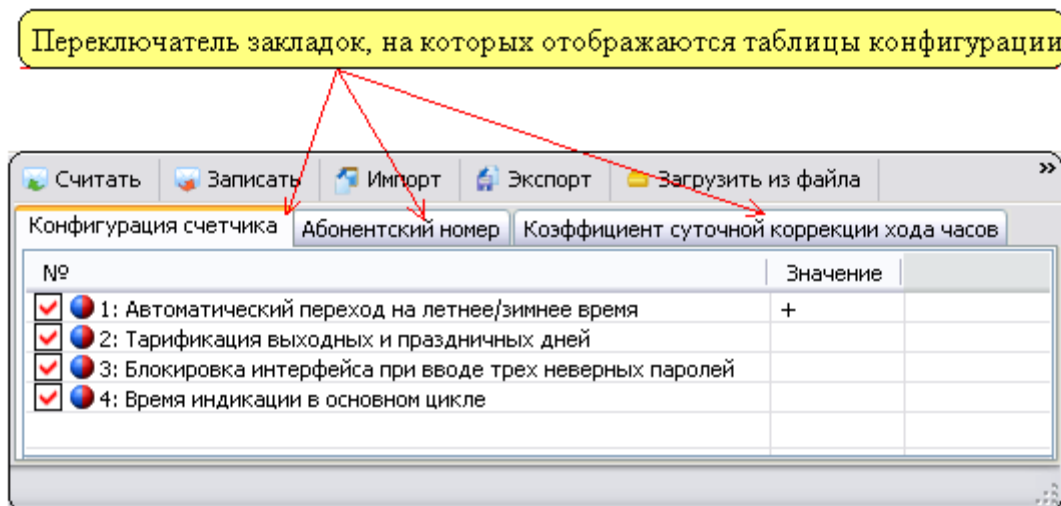 Переключатель закладок, на которых отображаются таблицы конфигурации
Считать Записать Импорт Экспорт Загрузить из файла »
Конфигурация счетчика Абонентский номер Коэффициент суточной коррекции хода часов
№ Значение
1: Автоматический переход на летнее/зимнее время +
2: Тарификация выходных и праздничных дней
3: Блокировка интерфейса при вводе трех неверных паролей
4: Время индикации в основном цикле